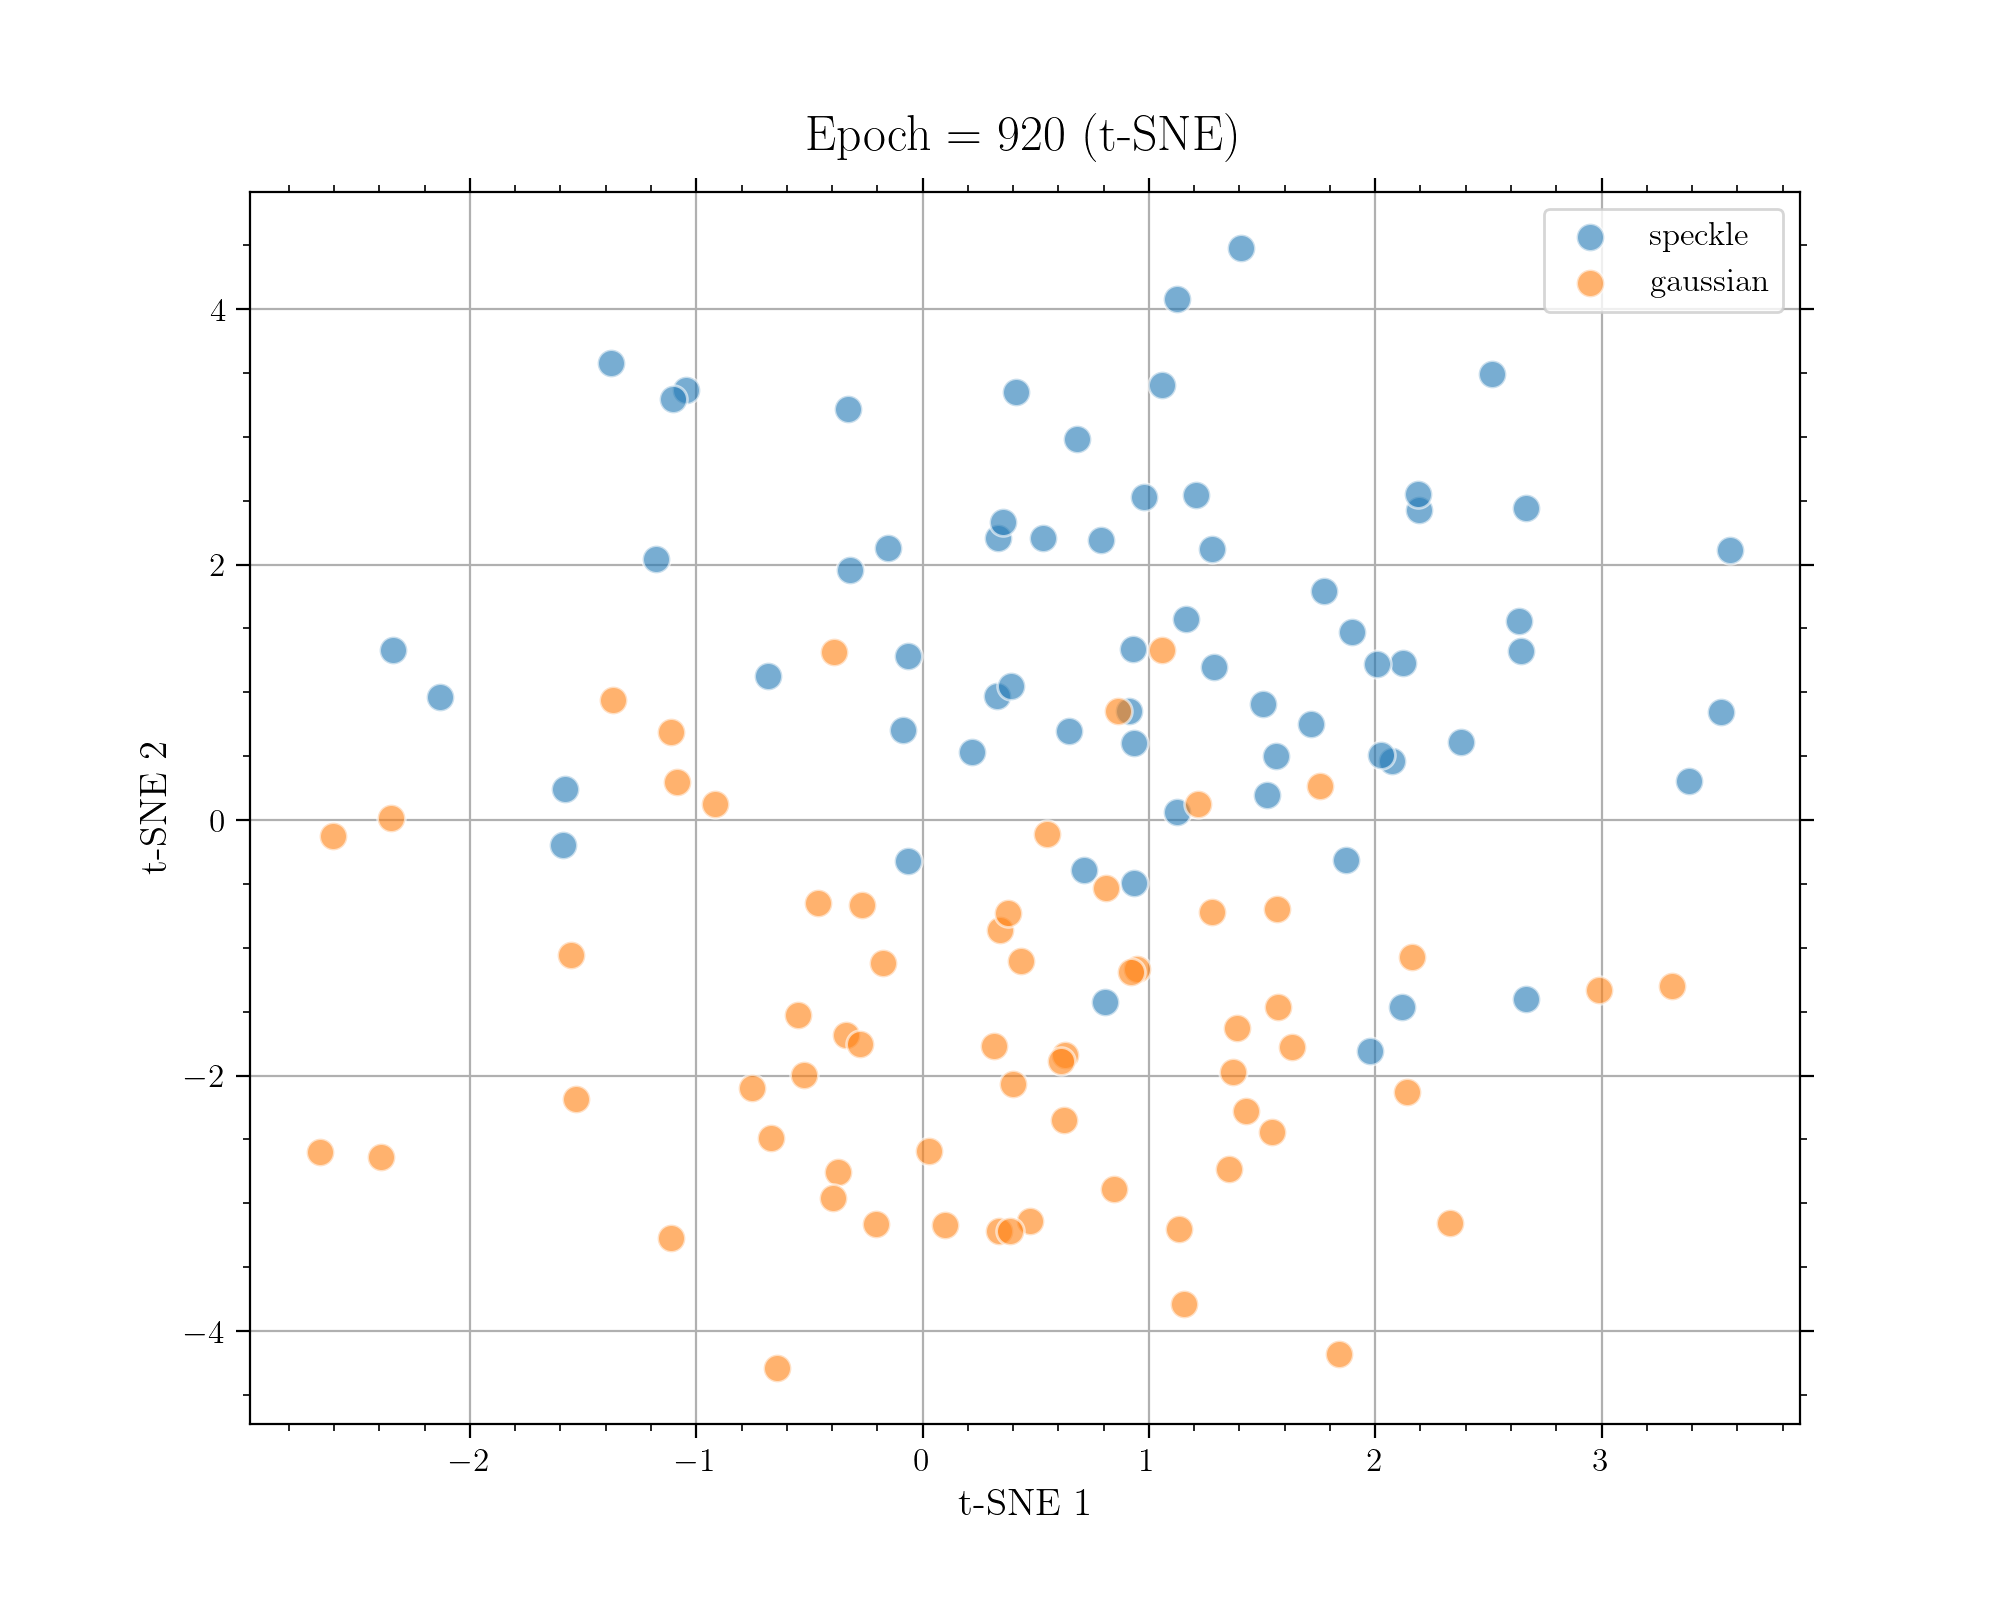 Epoch = 920 (t-SNE)
speckle
gaussian
4
2
0
−2
−4
t-SNE 2
−2
−1
0
1
2
3
t-SNE 1